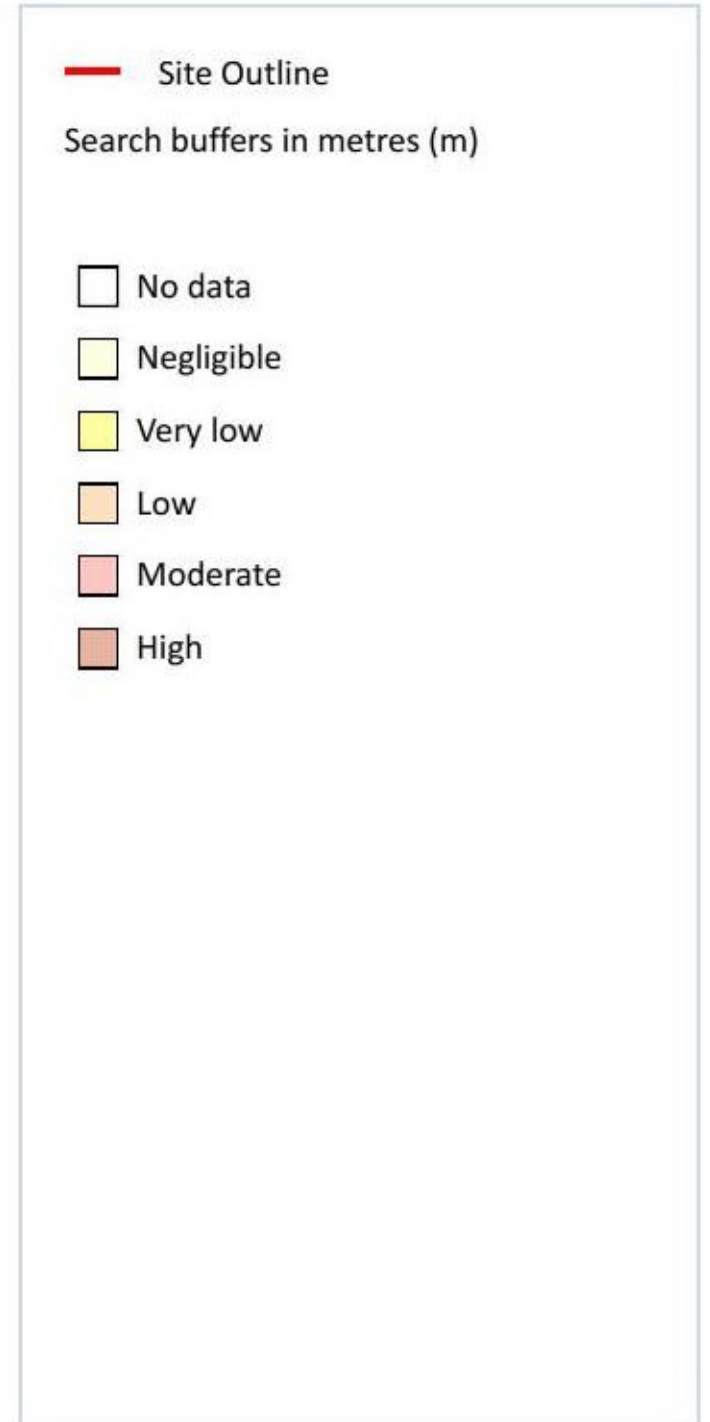 Site Outline
Search buffers in metres (m)
No data
Negligible
Very low
Low
Moderate
High